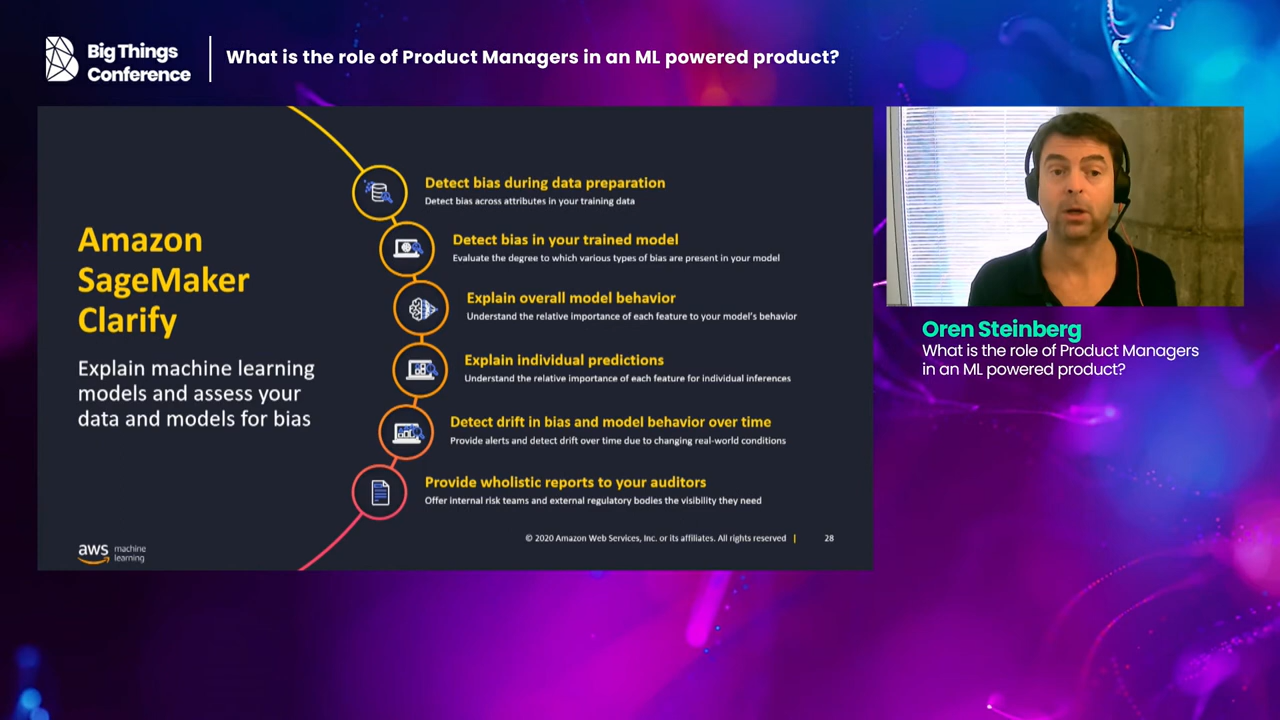 Big Things
Conference
What is the role of Product Managers in an ML powered product?
Amazon
SageMaker
Clarify
Explain machine learning
models and assess your
data and models for bias
Detect bias during data preparation
Detect bias across attributes in your training data
Detect bias in your trained model
Evaluate the degree to which various types of bias are present in your model
Explain overall model behavior
Understand the relative importance of each feature to your model's behavior
Explain individual predictions
Understand the relative importance of each feature for individual inferences
Detect drift in bias and model behavior over time
Provide alerts and detect drift over time due to changing real-world conditions
Provide wholistic reports to your auditors
Offer internal risk teams and external regulatory bodies the visibility they need
aws machine
learning
© 2020 Amazon Web Services, Inc. or its affiliates. All rights reserved | 28
Oren Steinberg
What is the role of Product Managers
in an ML powered product?